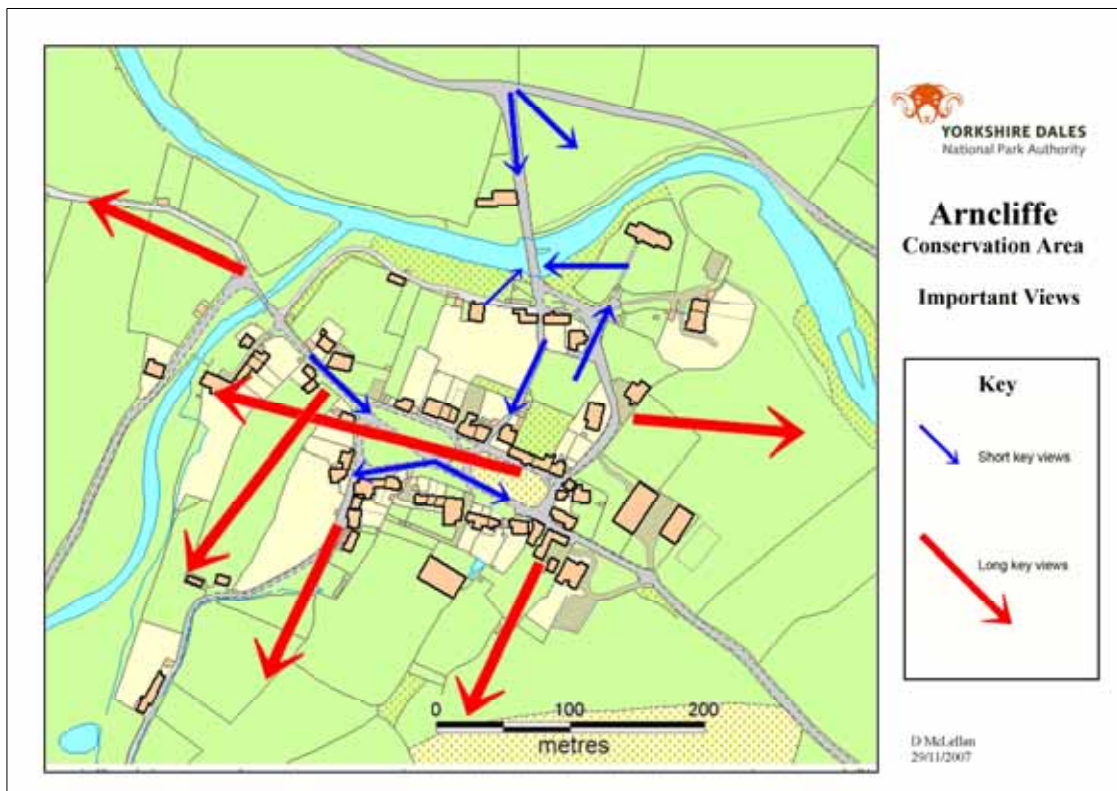 YORKSHIRE DALES
National Park Authority
Arncliffe
Conservation Area
Important Views
Key
Short key views
Long key views
0 100 200
metres
D McLellan
29/11/2007